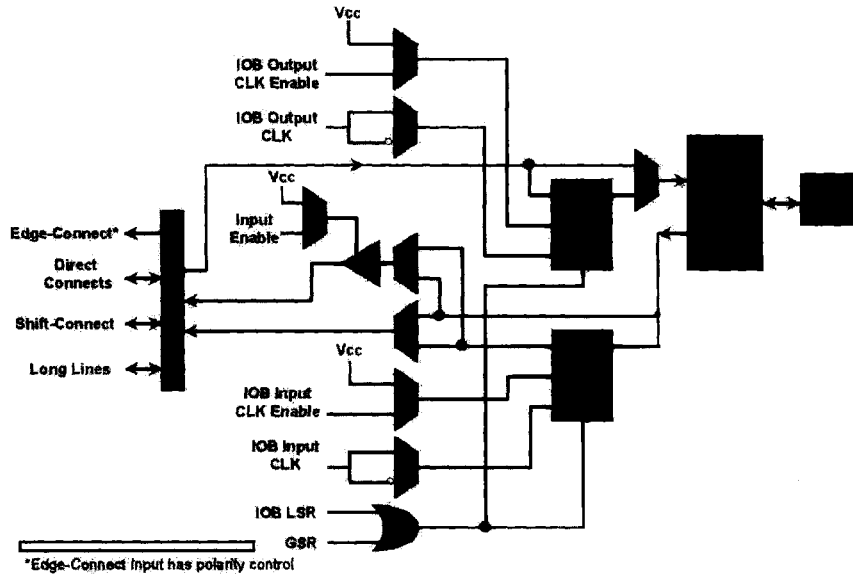 Vcc
IOB Output
CLK Enable
IOB Output
CLK
Vcc
Input
Enable
Edge-Connect*
Direct
Connects
Shift-Connect
Long Lines
Vcc
IOB Input
CLK Enable
IOB Input
CLK
IOB LSR
GSR
*Edge-Connect Input has polarity control